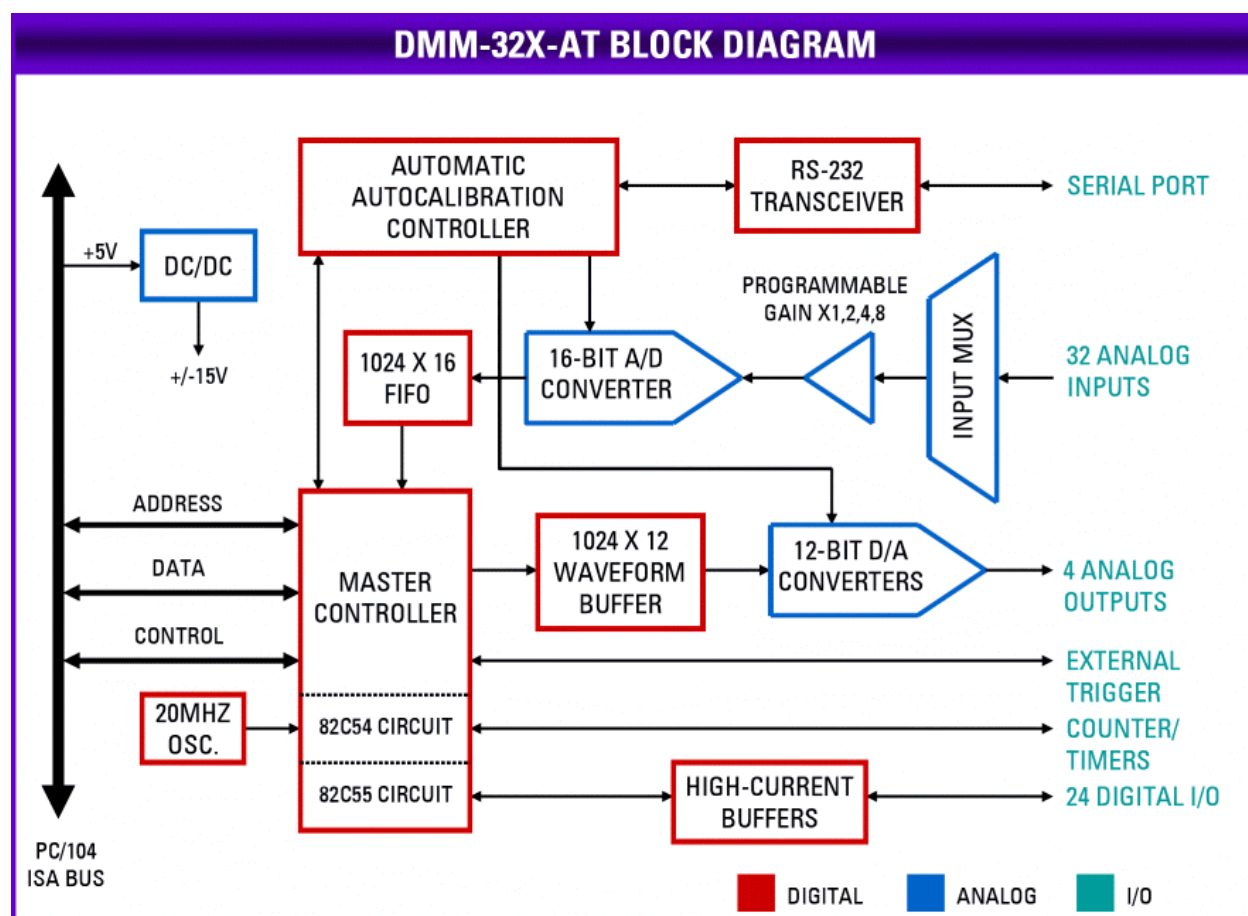 DMM-32X-AT BLOCK DIAGRAM
AUTOMATIC
AUTOCALIBRATION
CONTROLLER
RS-232
TRANSCEIVER
SERIAL PORT
+5V
DC/DC
+/-15V
PROGRAMMABLE
GAIN X1,2,4,8
1024 X 16
FIFO
16-BIT A/D
CONVERTER
INPUT MUX
32 ANALOG
INPUTS
ADDRESS
DATA
CONTROL
MASTER
CONTROLLER
1024 X 12
WAVEFORM
BUFFER
12-BIT D/A
CONVERTERS
4 ANALOG
OUTPUTS
EXTERNAL
TRIGGER
20MHZ
OSC.
82C54 CIRCUIT
COUNTER/
TIMERS
82C55 CIRCUIT
HIGH-CURRENT
BUFFERS
24 DIGITAL I/O
PC/104
ISA BUS
DIGITAL
ANALOG
I/O